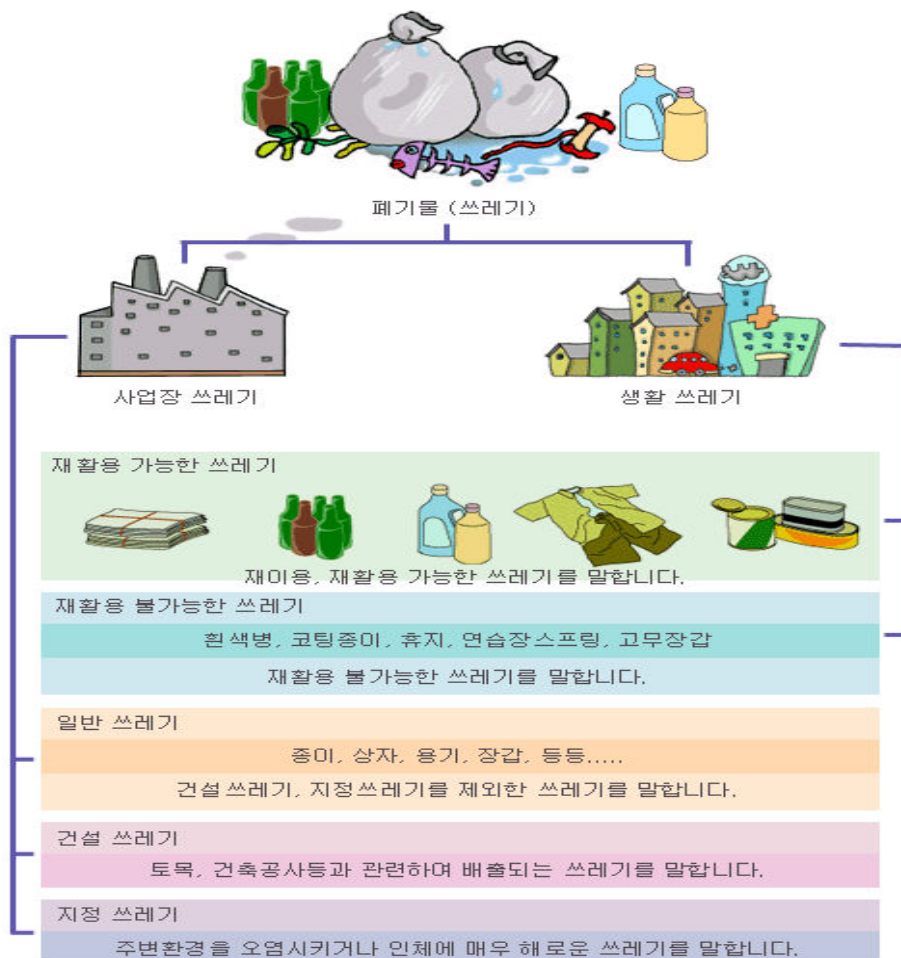 폐기물 (쓰레기)
사업장 쓰레기
생활 쓰레기
재활용 가능한 쓰레기
재이용, 재활용 가능한 쓰레기를 말합니다.
재활용 불가능한 쓰레기
흰색병, 코팅종이, 휴지, 연습장스프링, 고무장갑
재활용 불가능한 쓰레기를 말합니다.
일반 쓰레기
종이, 상자, 용기, 장갑, 등등.....
건설쓰레기, 지정쓰레기를 제외한 쓰레기를 말합니다.
건설 쓰레기
토목, 건축공사등과 관련하여 배출되는 쓰레기를 말합니다.
지정 쓰레기
주변환경을 오염시키거나 인체에 매우 해로운 쓰레기를 말합니다.